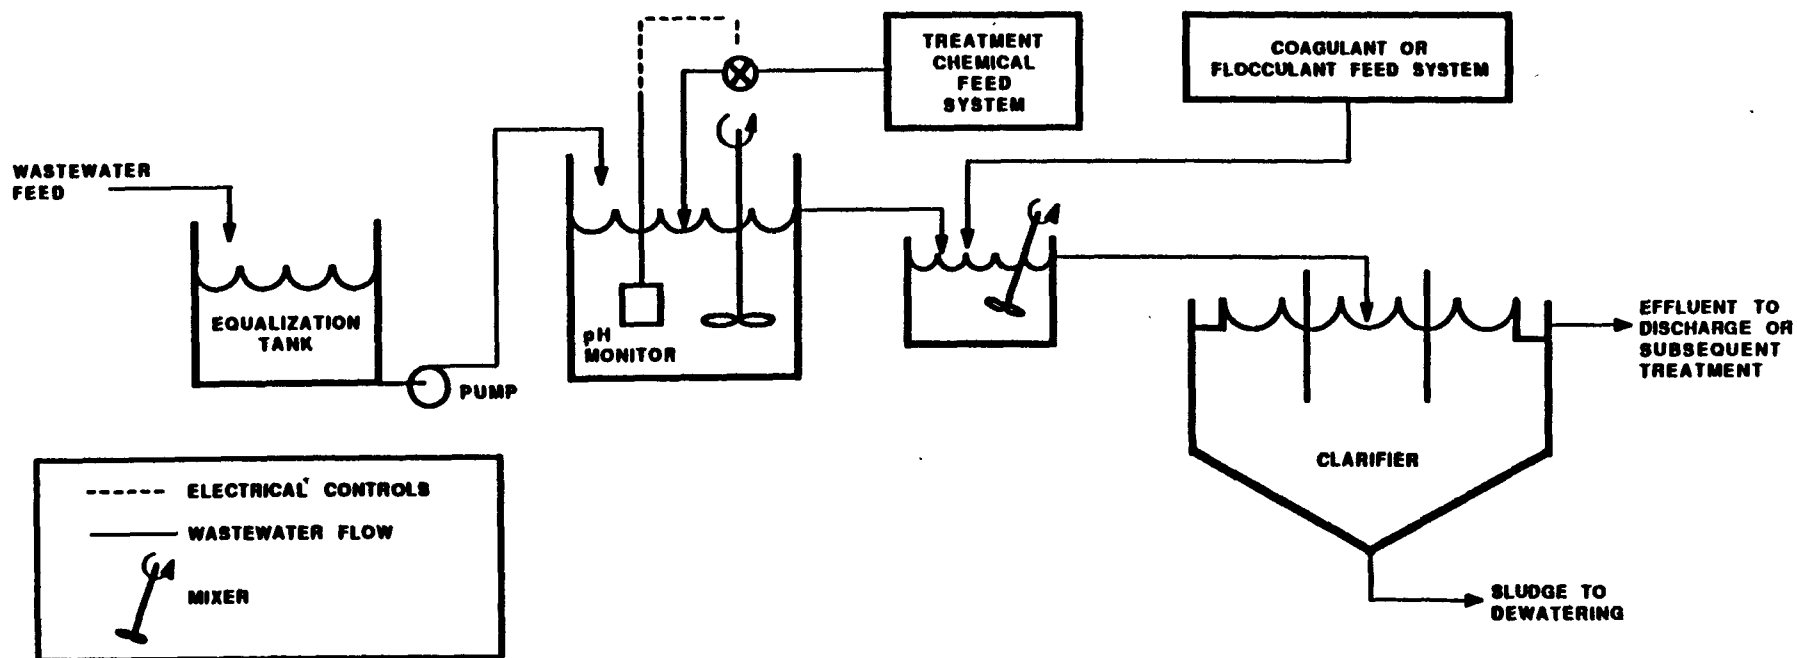 TREATMENT
CHEMICAL
FEED
SYSTEM
COAGULANT OR
FLOCCULANT FEED SYSTEM
WASTEWATER
FEED
EQUALIZATION
TANK
PUMP
pH
MONITOR
EFFLUENT TO
DISCHARGE OR
SUBSEQUENT
TREATMENT
CLARIFIER
SLUDGE TO
DEWATERING
ELECTRICAL CONTROLS
WASTEWATER FLOW
MIXER